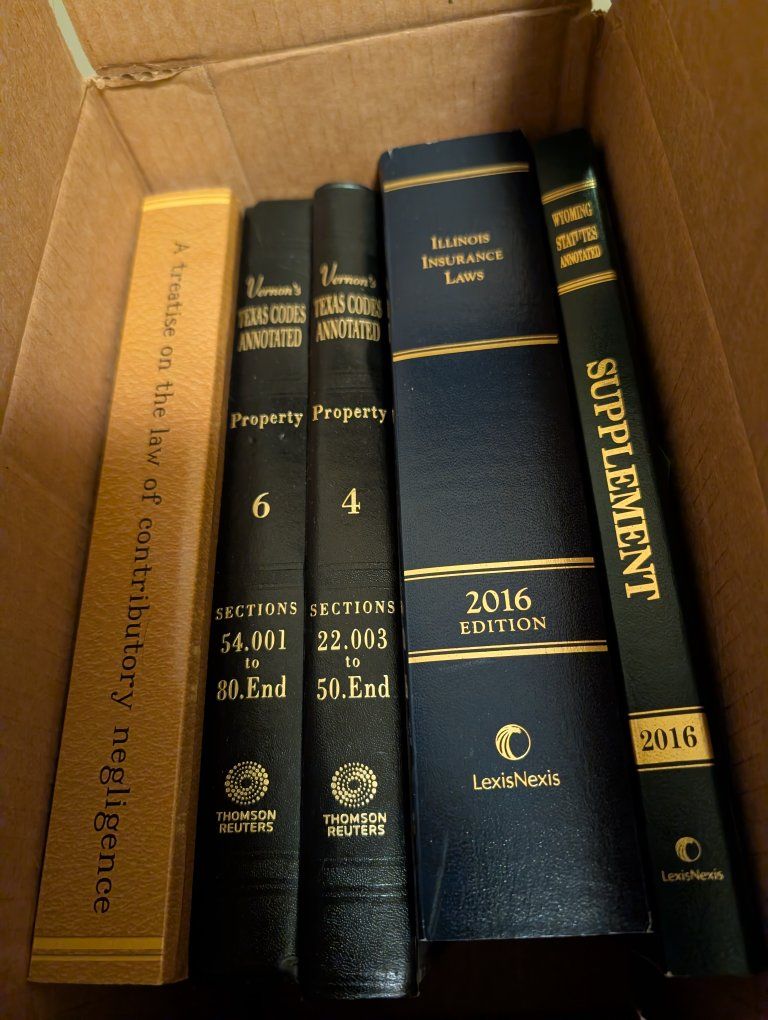 A treatise on the law of contributory negligence
Vernon's
TEXAS CODES
ANNOTATED
Property
6
SECTIONS
54.001
to
80.End
THOMSON
REUTERS
Vernon's
TEXAS CODES
ANNOTATED
Property
4
SECTIONS
22.003
to
50.End
THOMSON
REUTERS
ILLINOIS
INSURANCE
LAWS
2016
EDITION
LexisNexis
WYOMING
STATUTES
ANNOTATED
SUPPLEMENT
2016
LexisNexis